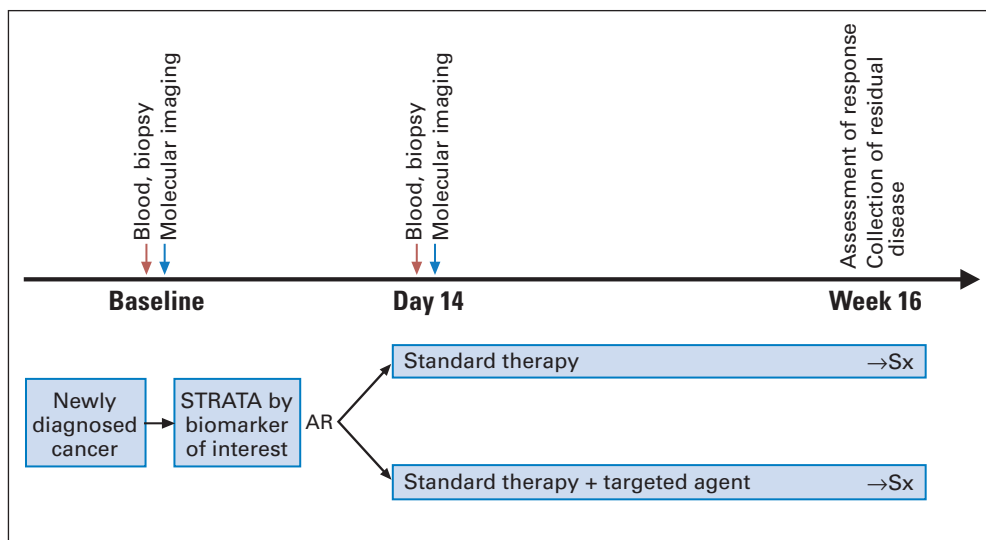 Blood, biopsy
Molecular imaging
Blood, biopsy
Molecular imaging
Assessment of response
Collection of residual
disease
Baseline
Day 14
Week 16
Newly
diagnosed
cancer
STRATA by
biomarker
of interest
AR
Standard therapy →Sx
Standard therapy + targeted agent →Sx